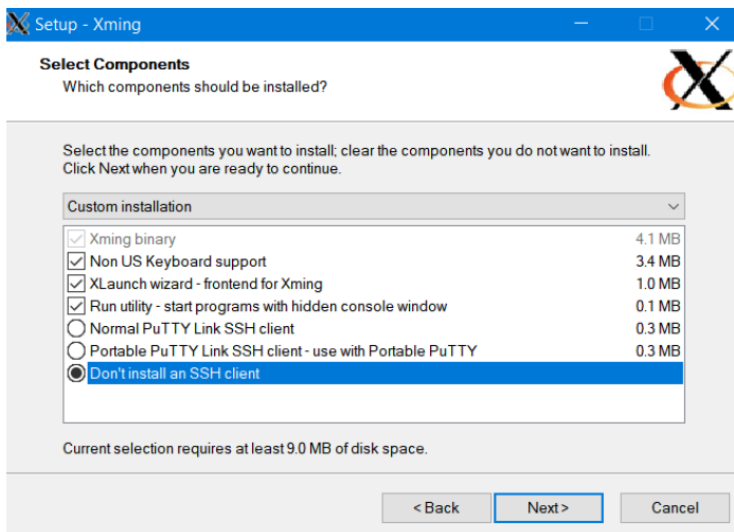 Setup - Xming
Select Components
Which components should be installed?
Select the components you want to install; clear the components you do not want to install.
Click Next when you are ready to continue.
Custom installation
Xming binary 4.1 MB
Non US Keyboard support 3.4 MB
XLaunch wizard - frontend for Xming 1.0 MB
Run utility - start programs with hidden console window 0.1 MB
Normal PuTTY Link SSH client 0.3 MB
Portable PuTTY Link SSH client - use with Portable PuTTY 0.3 MB
Don't install an SSH client
Current selection requires at least 9.0 MB of disk space.
< Back Next > Cancel